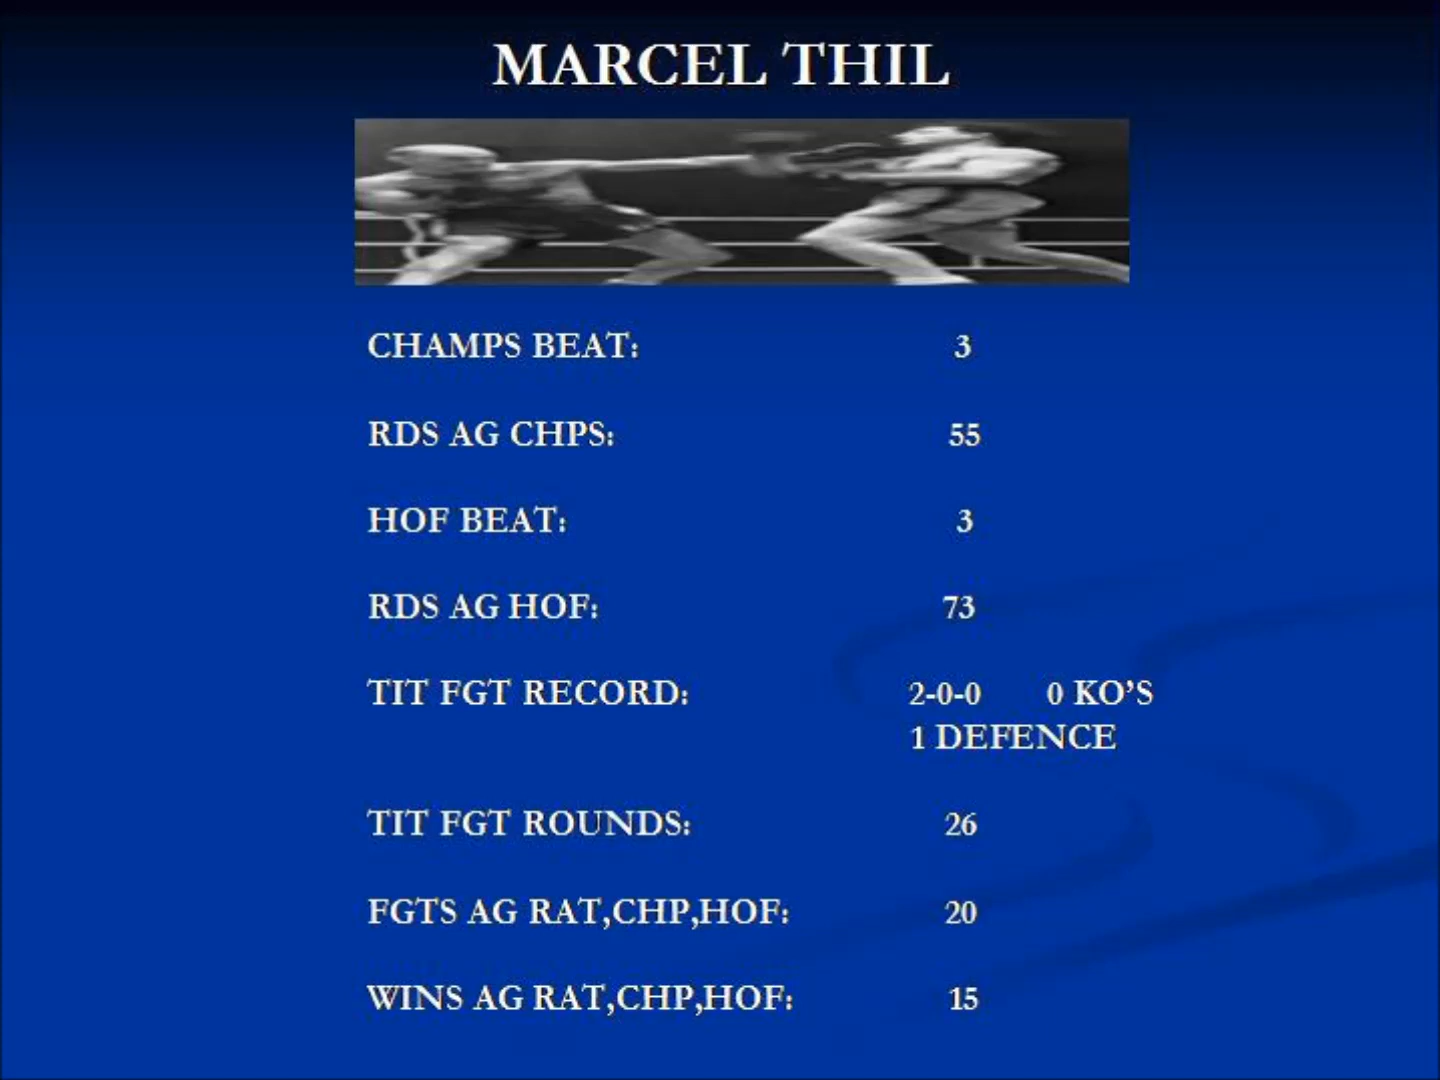 MARCEL THIL
CHAMPS BEAT: 3
RDS AG CHPS: 55
HOF BEAT: 3
RDS AG HOF: 73
TIT FGT RECORD: 2-0-0 0 KO’S
1 DEFENCE
TIT FGT ROUNDS: 26
FGTS AG RAT,CHP,HOF: 20
WINS AG RAT,CHP,HOF: 15